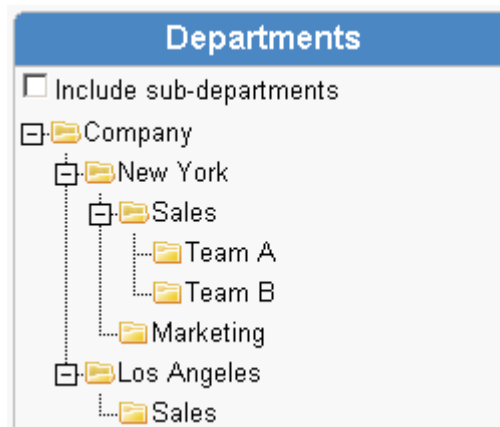 Departments
Include sub-departments
Company
New York
Sales
Team A
Team B
Marketing
Los Angeles
Sales